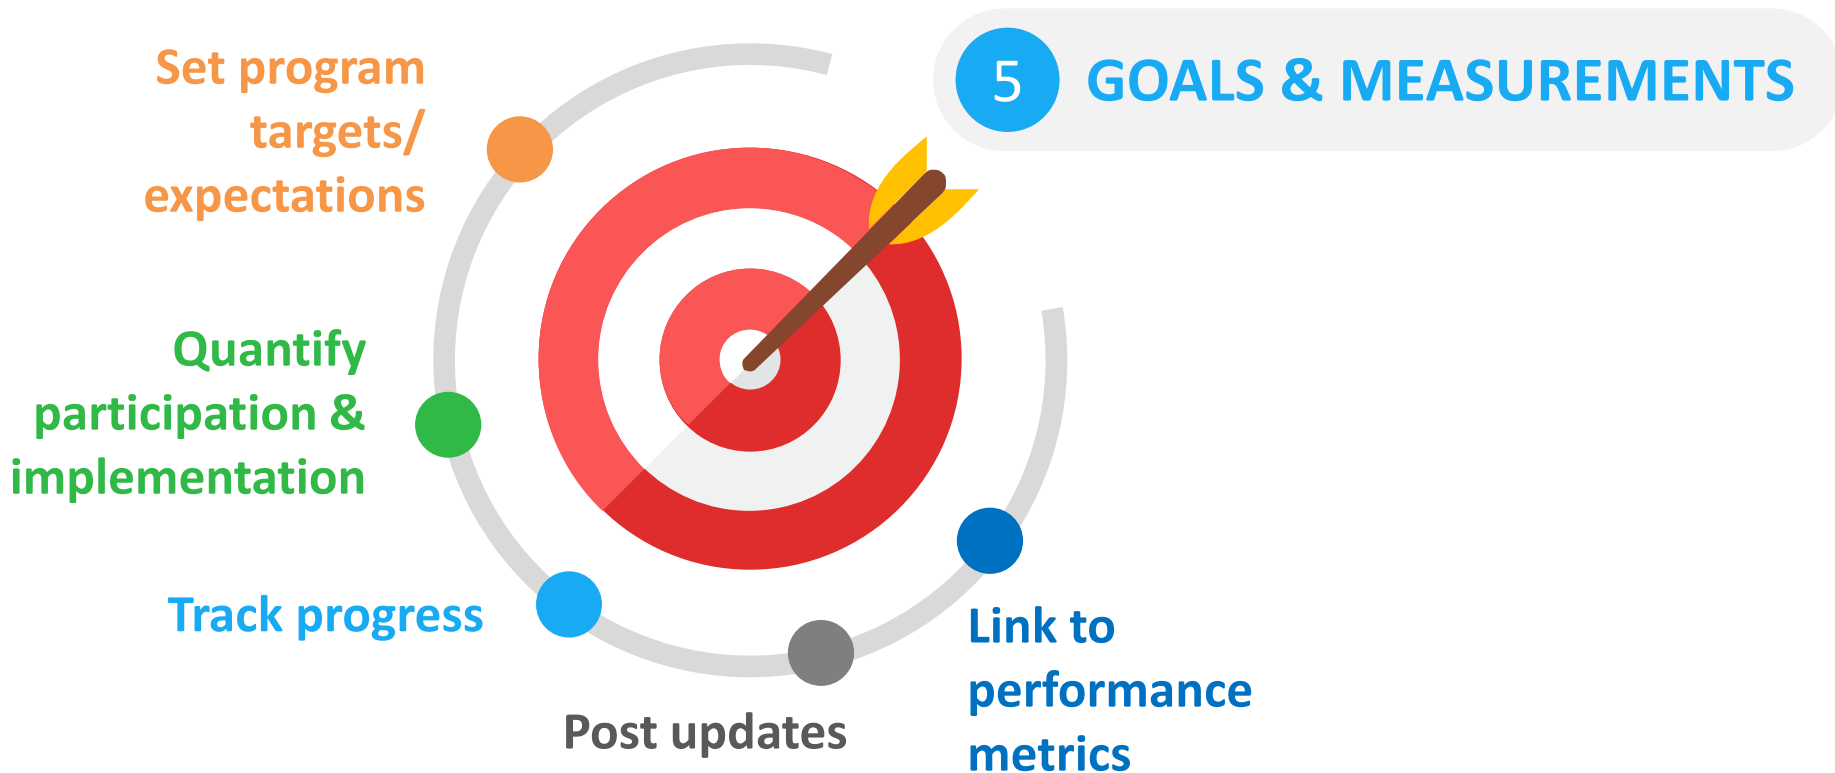 5 GOALS & MEASUREMENTS
Set program
targets/
expectations
Quantify
participation &
implementation
Track progress
Post updates
Link to
performance
metrics